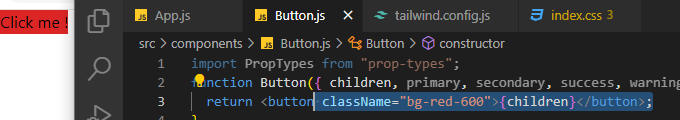 Click me !
App.js
Button.js
tailwind.config.js
index.css 3
src > components > Button.js > Button > constructor
1 import PropTypes from "prop-types";
2 function Button({ children, primary, secondary, success, warning
3 return <button className="bg-red-600">{children}</button>;